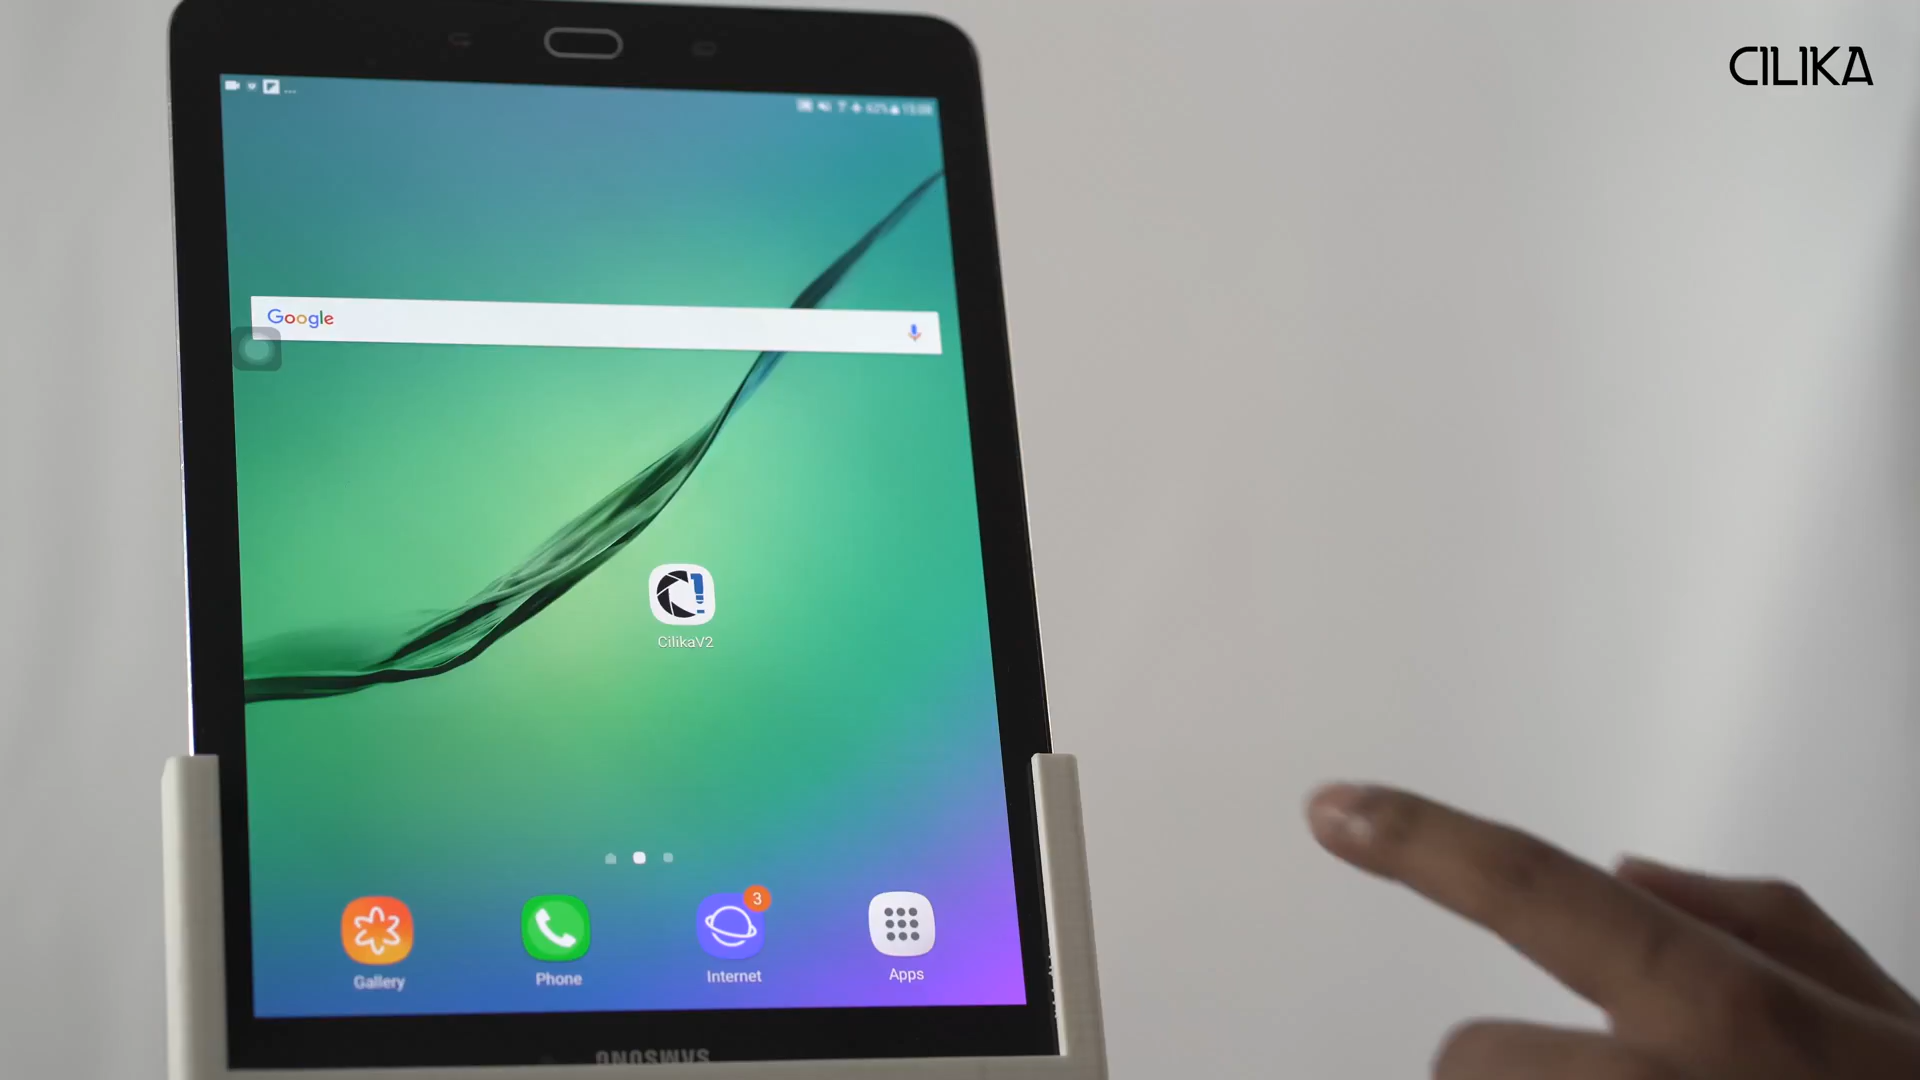 CILIKA
Google
CilikaV2
3
Gallery
Phone
Internet
Apps
SAMSUNG